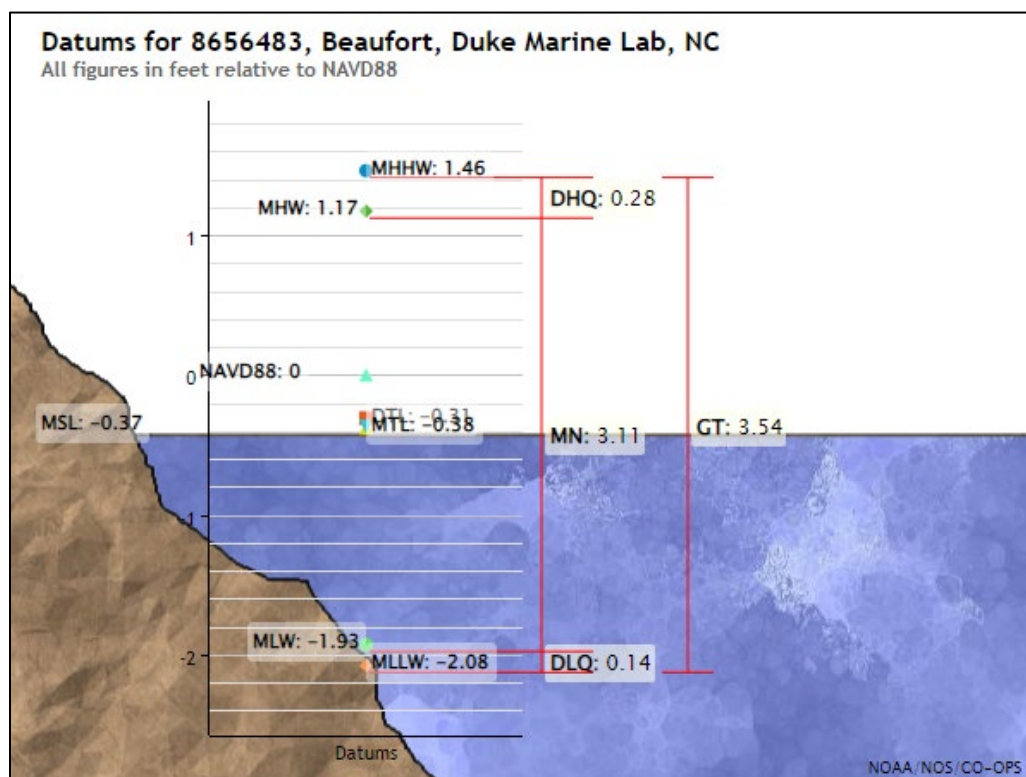 Datums for 8656483, Beaufort, Duke Marine Lab, NC
All figures in feet relative to NAVD88
MHHW: 1.46
DHQ: 0.28
MHW: 1.17
1
NAVD88: 0
0
DTL: −0.31
MSL: −0.37
MTL: −0.38
MN: 3.11
GT: 3.54
-1
MLW: −1.93
-2
MLLW: −2.08
DLQ: 0.14
Datums
NOAA/NOS/CO-OPS